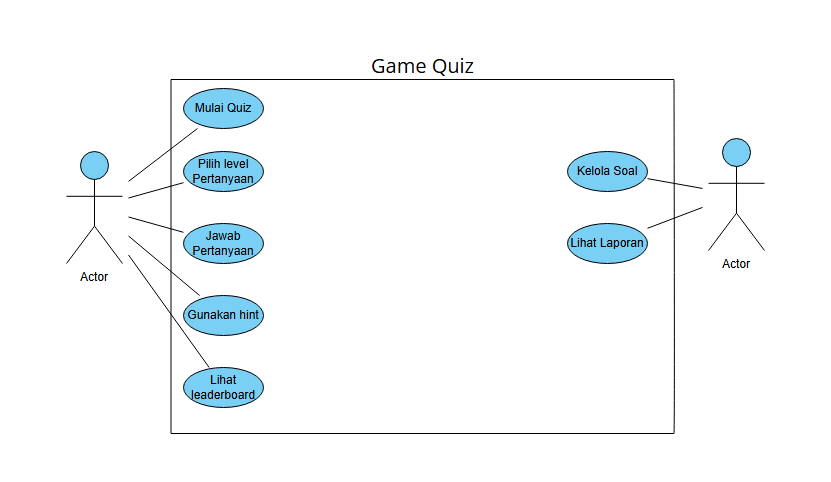 Game Quiz
Mulai Quiz
Pilih level
Pertanyaan
Jawab
Pertanyaan
Gunakan hint
Lihat
leaderboard
Actor
Kelola Soal
Lihat Laporan
Actor